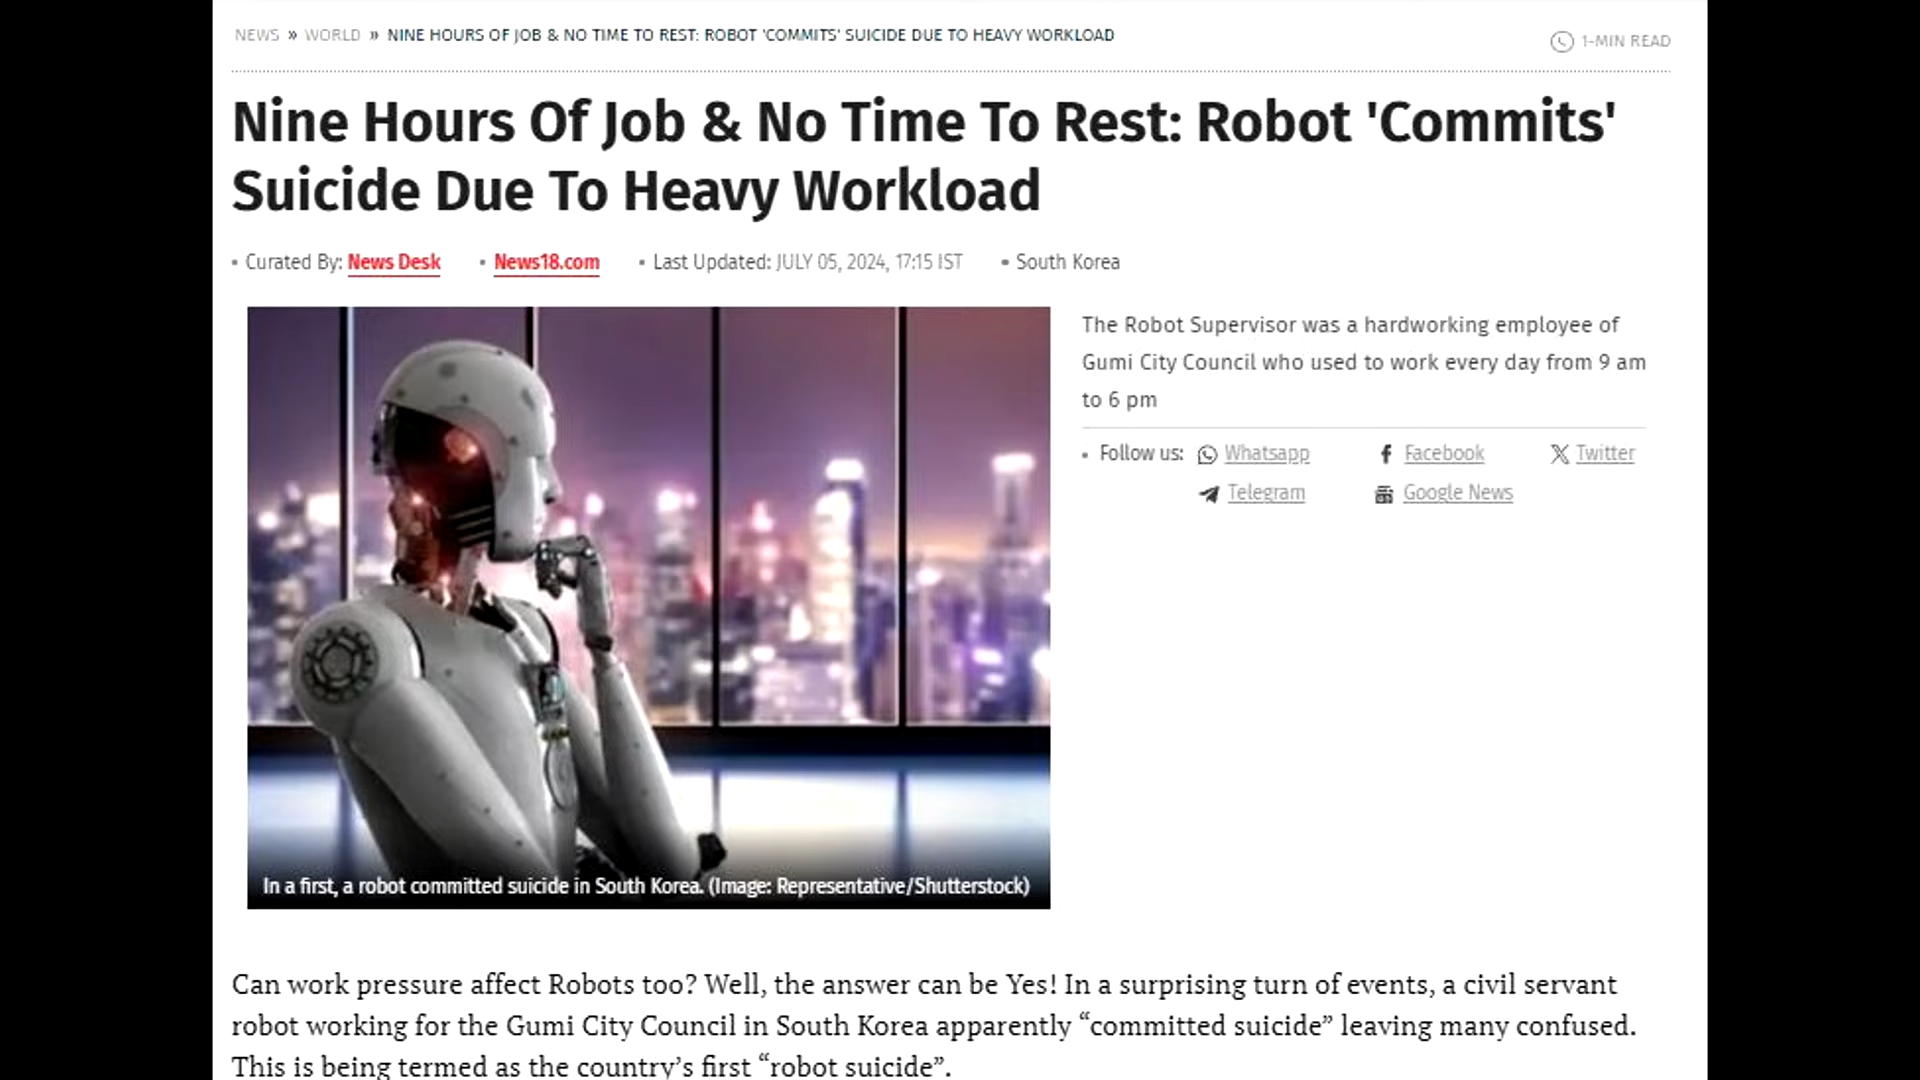 NEWS » WORLD » NINE HOURS OF JOB & NO TIME TO REST: ROBOT 'COMMITS' SUICIDE DUE TO HEAVY WORKLOAD
1-MIN READ
Nine Hours Of Job & No Time To Rest: Robot 'Commits'
Suicide Due To Heavy Workload
Curated By: News Desk
News18.com
Last Updated: JULY 05, 2024, 17:15 IST
South Korea
The Robot Supervisor was a hardworking employee of
Gumi City Council who used to work every day from 9 am
to 6 pm
Follow us: Whatsapp Facebook Twitter
Telegram Google News
In a first, a robot committed suicide in South Korea. (Image: Representative/Shutterstock)
Can work pressure affect Robots too? Well, the answer can be Yes! In a surprising turn of events, a civil servant
robot working for the Gumi City Council in South Korea apparently “committed suicide” leaving many confused.
This is being termed as the country’s first “robot suicide”.